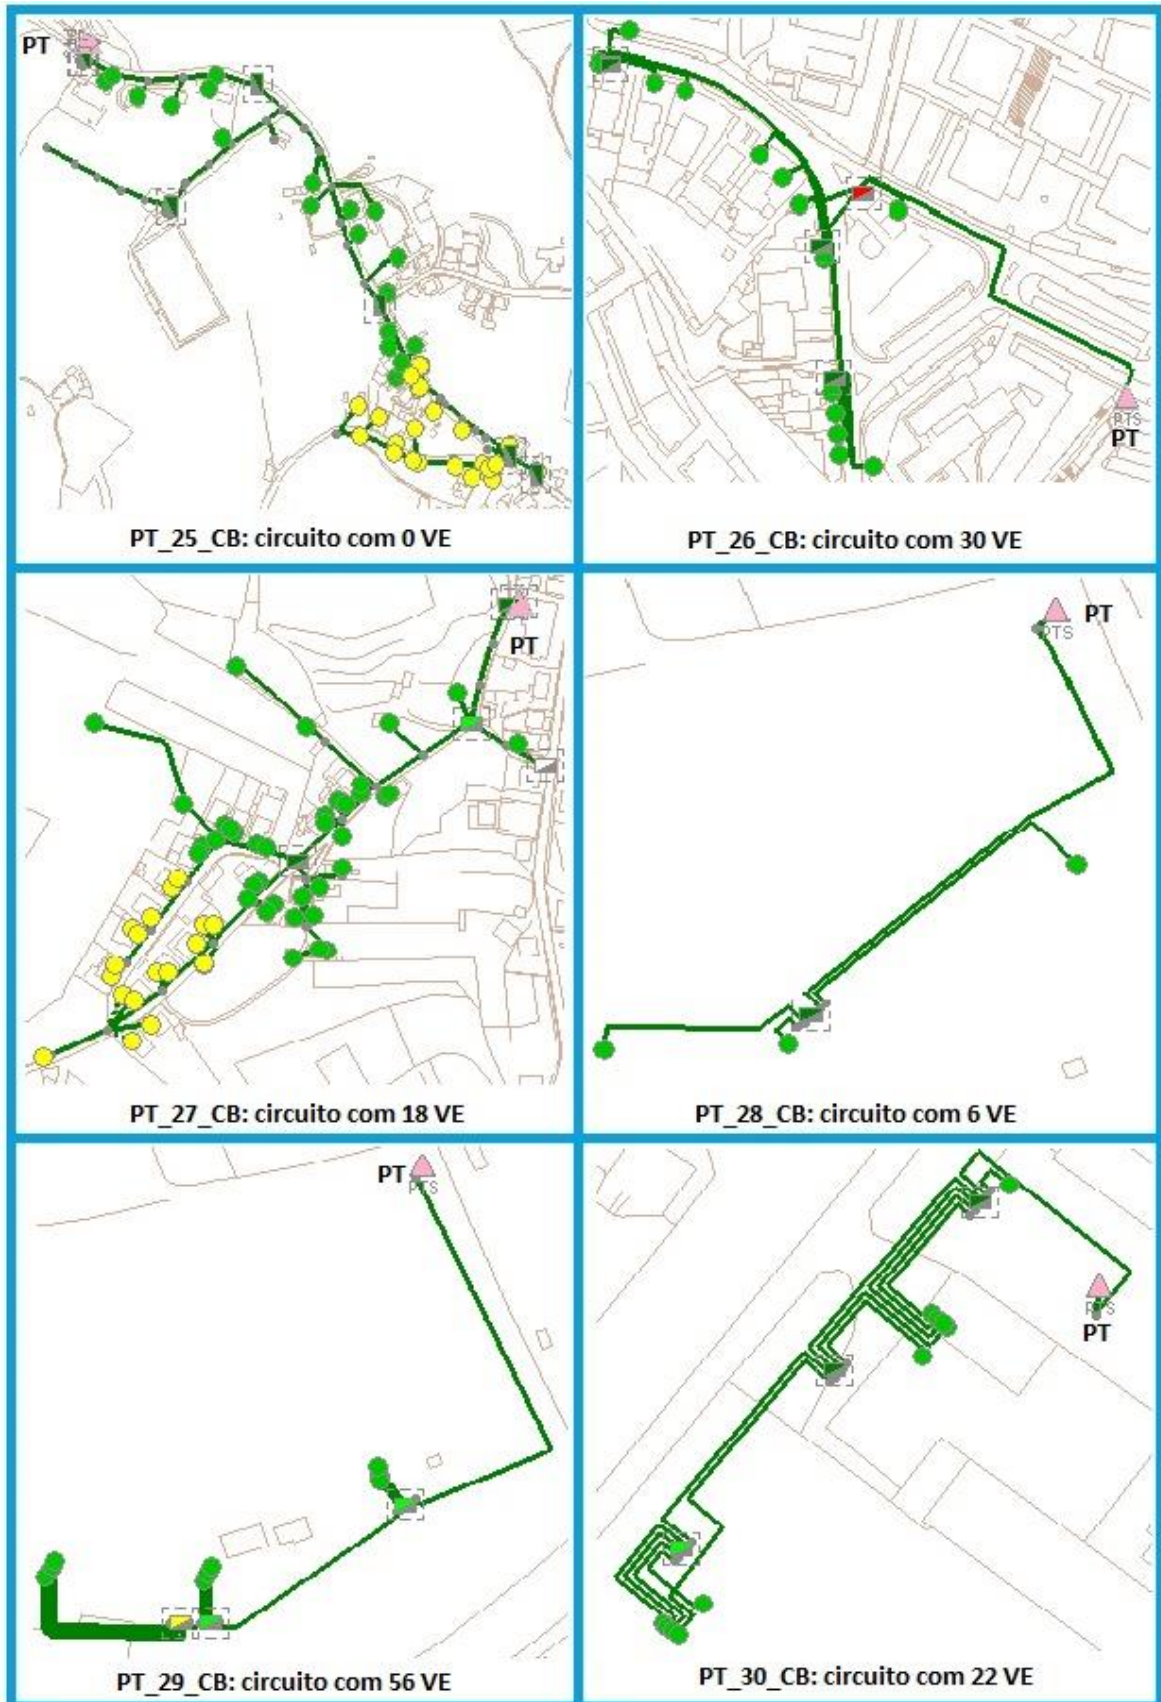 PT
PT_25_CB: circuito com 0 VE
PTS
PT
PT_26_CB: circuito com 30 VE
PT
PT_27_CB: circuito com 18 VE
PT
PTS
PT_28_CB: circuito com 6 VE
PT
PTS
PT_29_CB: circuito com 56 VE
PTS
PT
PT_30_CB: circuito com 22 VE